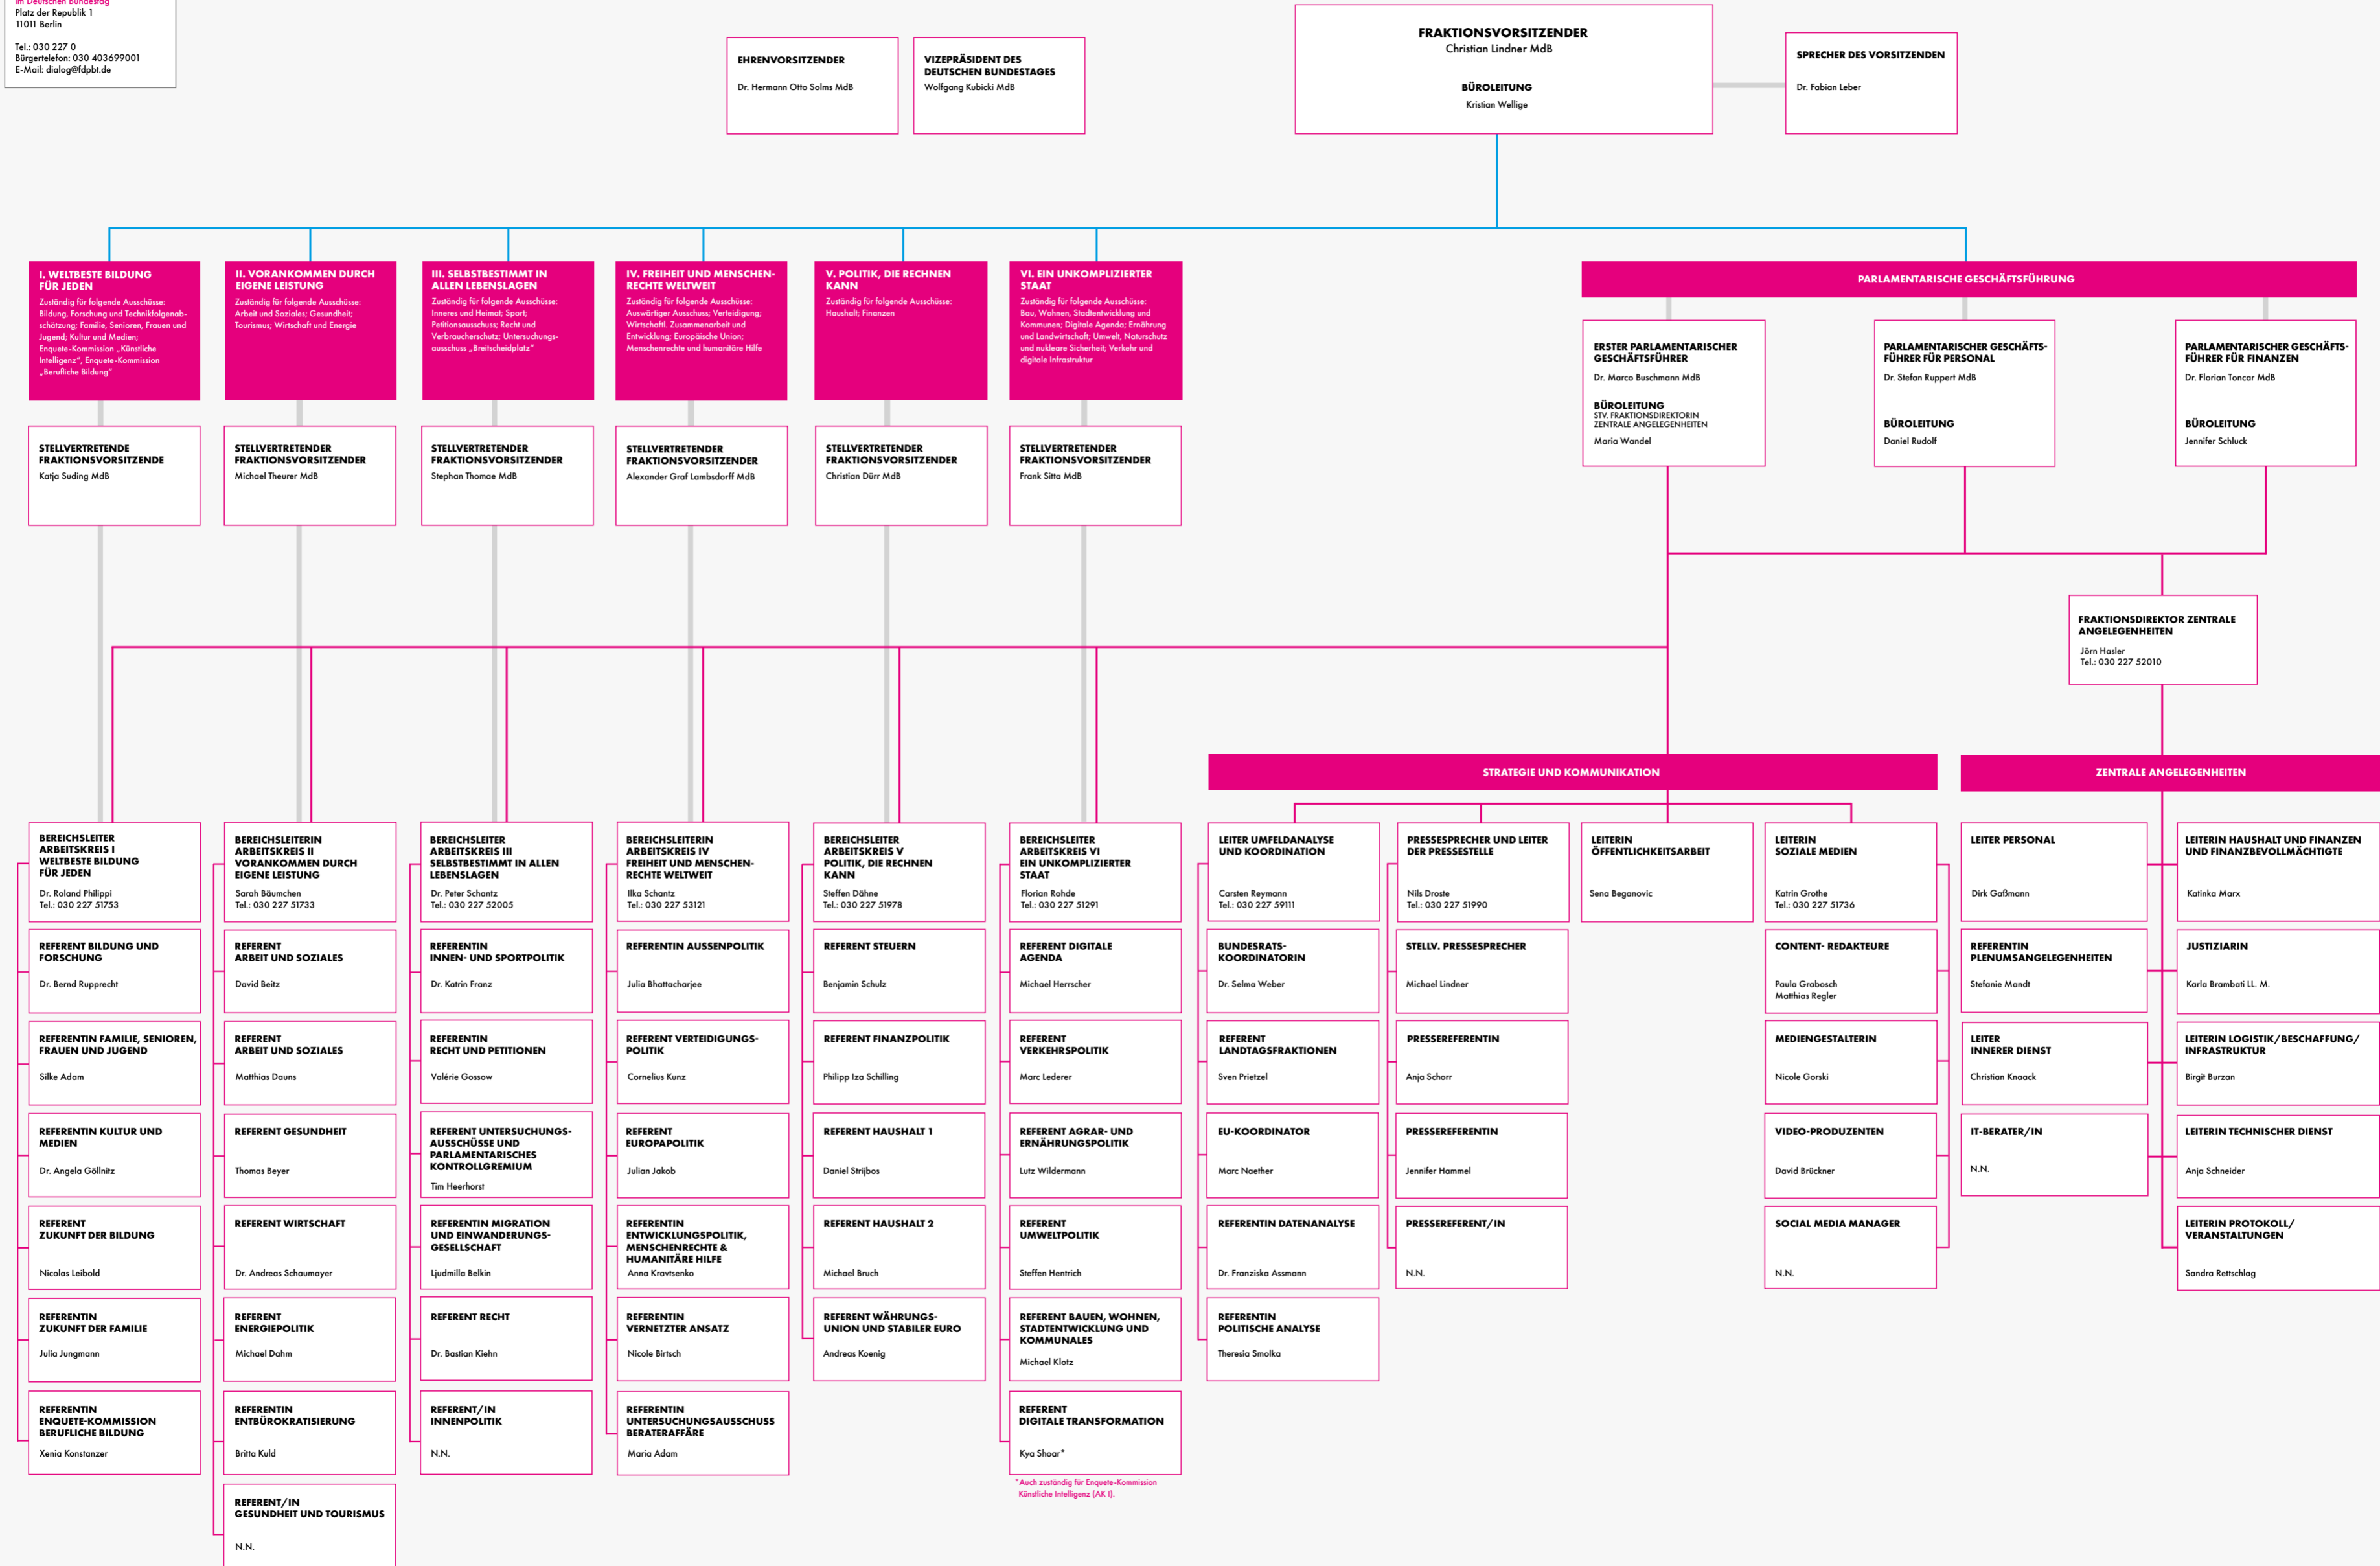 im Deutschen Bundestag
Platz der Republik 1
11011 Berlin
Tel.: 030 227 0
Bürgertelefon: 030 403699001
E-Mail: dialog@fdpbt.de
EHRENVORSITZENDER
Dr. Hermann Otto Solms MdB
VIZEPRÄSIDENT DES
DEUTSCHEN BUNDESTAGES
Wolfgang Kubicki MdB
FRAKTIONSVORSITZENDER
Christian Lindner MdB
BÜROLEITUNG
Kristian Wellige
SPRECHER DES VORSITZENDEN
Dr. Fabian Leber
I. WELTBESTE BILDUNG
FÜR JEDEN
Zuständig für folgende Ausschüsse:
Bildung, Forschung und Technikfolgenab-
schätzung; Familie, Senioren, Frauen und
Jugend; Kultur und Medien;
Enquete-Kommission „Künstliche
Intelligenz“, Enquete-Kommission
„Berufliche Bildung“
II. VORANKOMMEN DURCH
EIGENE LEISTUNG
Zuständig für folgende Ausschüsse:
Arbeit und Soziales; Gesundheit;
Tourismus; Wirtschaft und Energie
III. SELBSTBESTIMMT IN
ALLEN LEBENSLAGEN
Zuständig für folgende Ausschüsse:
Inneres und Heimat; Sport;
Petitionsausschuss; Recht und
Verbraucherschutz; Untersuchungs-
ausschuss „Breitscheidplatz“
IV. FREIHEIT UND MENSCHEN-
RECHTE WELTWEIT
Zuständig für folgende Ausschüsse:
Auswärtiger Ausschuss; Verteidigung;
Wirtschaftl. Zusammenarbeit und
Entwicklung; Europäische Union;
Menschenrechte und humanitäre Hilfe
V. POLITIK, DIE RECHNEN
KANN
Zuständig für folgende Ausschüsse:
Haushalt; Finanzen
VI. EIN UNKOMPLIZIERTER
STAAT
Zuständig für folgende Ausschüsse:
Bau, Wohnen, Stadtentwicklung und
Kommunen; Digitale Agenda; Ernährung
und Landwirtschaft; Umwelt, Naturschutz
und nukleare Sicherheit; Verkehr und
digitale Infrastruktur
PARLAMENTARISCHE GESCHÄFTSFÜHRUNG
ERSTER PARLAMENTARISCHER
GESCHÄFTSFÜHRER
Dr. Marco Buschmann MdB
BÜROLEITUNG
STV. FRAKTIONSDIREKTORIN
ZENTRALE ANGELEGENHEITEN
Maria Wandel
PARLAMENTARISCHER GESCHÄFTS-
FÜHRER FÜR PERSONAL
Dr. Stefan Ruppert MdB
BÜROLEITUNG
Daniel Rudolf
PARLAMENTARISCHER GESCHÄFTS-
FÜHRER FÜR FINANZEN
Dr. Florian Toncar MdB
BÜROLEITUNG
Jennifer Schluck
STELLVERTRETENDE
FRAKTIONSVORSITZENDE
Katja Suding MdB
STELLVERTRETENDER
FRAKTIONSVORSITZENDER
Michael Theurer MdB
STELLVERTRETENDER
FRAKTIONSVORSITZENDER
Stephan Thomae MdB
STELLVERTRETENDER
FRAKTIONSVORSITZENDER
Alexander Graf Lambsdorff MdB
STELLVERTRETENDER
FRAKTIONSVORSITZENDER
Christian Dürr MdB
STELLVERTRETENDER
FRAKTIONSVORSITZENDER
Frank Sitta MdB
FRAKTIONSDIREKTOR ZENTRALE
ANGELEGENHEITEN
Jörn Hasler
Tel.: 030 227 52010
STRATEGIE UND KOMMUNIKATION
ZENTRALE ANGELEGENHEITEN
BEREICHSLEITER
ARBEITSKREIS I
WELTBESTE BILDUNG
FÜR JEDEN
Dr. Roland Philippi
Tel.: 030 227 51753
REFERENT BILDUNG UND
FORSCHUNG
Dr. Bernd Rupprecht
REFERENTIN FAMILIE, SENIOREN,
FRAUEN UND JUGEND
Silke Adam
REFERENTIN KULTUR UND
MEDIEN
Dr. Angela Göllnitz
REFERENT
ZUKUNFT DER BILDUNG
Nicolas Leibold
REFERENTIN
ZUKUNFT DER FAMILIE
Julia Jungmann
REFERENTIN
ENQUETE-KOMMISSION
BERUFLICHE BILDUNG
Xenia Konstanzer
BEREICHSLEITERIN
ARBEITSKREIS II
VORANKOMMEN DURCH
EIGENE LEISTUNG
Sarah Bäumchen
Tel.: 030 227 51733
REFERENT
ARBEIT UND SOZIALES
David Beitz
REFERENT
ARBEIT UND SOZIALES
Matthias Dauns
REFERENT GESUNDHEIT
Thomas Beyer
REFERENT WIRTSCHAFT
Dr. Andreas Schaumayer
REFERENT
ENERGIEPOLITIK
Michael Dahm
REFERENTIN
ENTBÜROKRATISIERUNG
Britta Kuld
REFERENT/IN
GESUNDHEIT UND TOURISMUS
N.N.
BEREICHSLEITER
ARBEITSKREIS III
SELBSTBESTIMMT IN ALLEN
LEBENSLAGEN
Dr. Peter Schantz
Tel.: 030 227 52005
REFERENTIN
INNEN- UND SPORTPOLITIK
Dr. Katrin Franz
REFERENTIN
RECHT UND PETITIONEN
Valérie Gossow
REFERENT UNTERSUCHUNGS-
AUSSCHÜSSE UND
PARLAMENTARISCHES
KONTROLLGREMIUM
Tim Heerhorst
REFERENTIN MIGRATION
UND EINWANDERUNGS-
GESELLSCHAFT
Ljudmilla Belkin
REFERENT RECHT
Dr. Bastian Kiehn
REFERENT/IN
INNENPOLITIK
N.N.
BEREICHSLEITERIN
ARBEITSKREIS IV
FREIHEIT UND MENSCHEN-
RECHTE WELTWEIT
Ilka Schantz
Tel.: 030 227 53121
REFERENTIN AUSSENPOLITIK
Julia Bhattacharjee
REFERENT VERTEIDIGUNGS-
POLITIK
Cornelius Kunz
REFERENT
EUROPAPOLITIK
Julian Jakob
REFERENTIN
ENTWICKLUNGSPOLITIK,
MENSCHENRECHTE &
HUMANITÄRE HILFE
Anna Kravtsenko
REFERENTIN
VERNETZTER ANSATZ
Nicole Birtsch
REFERENTIN
UNTERSUCHUNGSAUSSCHUSS
BERATERAFFÄRE
Maria Adam
BEREICHSLEITER
ARBEITSKREIS V
POLITIK, DIE RECHNEN
KANN
Steffen Dähne
Tel.: 030 227 51978
REFERENT STEUERN
Benjamin Schulz
REFERENT FINANZPOLITIK
Philipp Iza Schilling
REFERENT HAUSHALT 1
Daniel Strijbos
REFERENT HAUSHALT 2
Michael Bruch
REFERENT WÄHRUNGS-
UNION UND STABILER EURO
Andreas Koenig
BEREICHSLEITER
ARBEITSKREIS VI
EIN UNKOMPLIZIERTER
STAAT
Florian Rohde
Tel.: 030 227 51291
REFERENT DIGITALE
AGENDA
Michael Herrscher
REFERENT
VERKEHRSPOLITIK
Marc Lederer
REFERENT AGRAR- UND
ERNÄHRUNGSPOLITIK
Lutz Wildermann
REFERENT
UMWELTPOLITIK
Steffen Hentrich
REFERENT BAUEN, WOHNEN,
STADTENTWICKLUNG UND
KOMMUNALES
Michael Klotz
REFERENT
DIGITALE TRANSFORMATION
Kya Shoar*
*Auch zuständig für Enquete-Kommission
Künstliche Intelligenz (AK I).
LEITER UMFELDANALYSE
UND KOORDINATION
Carsten Reymann
Tel.: 030 227 59111
BUNDESRATS-
KOORDINATORIN
Dr. Selma Weber
REFERENT
LANDTAGSFRAKTIONEN
Sven Prietzel
EU-KOORDINATOR
Marc Naether
REFERENTIN DATENANALYSE
Dr. Franziska Assmann
REFERENTIN
POLITISCHE ANALYSE
Theresia Smolka
PRESSESPRECHER UND LEITER
DER PRESSESTELLE
Nils Droste
Tel.: 030 227 51990
STELLV. PRESSESPRECHER
Michael Lindner
PRESSEREFERENTIN
Anja Schorr
PRESSEREFERENTIN
Jennifer Hammel
PRESSEREFERENT/IN
N.N.
LEITERIN
ÖFFENTLICHKEITSARBEIT
Sena Beganovic
LEITERIN
SOZIALE MEDIEN
Katrin Grothe
Tel.: 030 227 51736
CONTENT- REDAKTEURE
Paula Grabosch
Matthias Regler
MEDIENGESTALTERIN
Nicole Gorski
VIDEO-PRODUZENTEN
David Brückner
SOCIAL MEDIA MANAGER
N.N.
LEITER PERSONAL
Dirk Gaßmann
REFERENTIN
PLENUMSANGELEGENHEITEN
Stefanie Mandt
LEITER
INNERER DIENST
Christian Knaack
IT-BERATER/IN
N.N.
LEITERIN HAUSHALT UND FINANZEN
UND FINANZBEVOLLMÄCHTIGTE
Katinka Marx
JUSTIZIARIN
Karla Brambati LL. M.
LEITERIN LOGISTIK/BESCHAFFUNG/
INFRASTRUKTUR
Birgit Burzan
LEITERIN TECHNISCHER DIENST
Anja Schneider
LEITERIN PROTOKOLL/
VERANSTALTUNGEN
Sandra Rettschlag